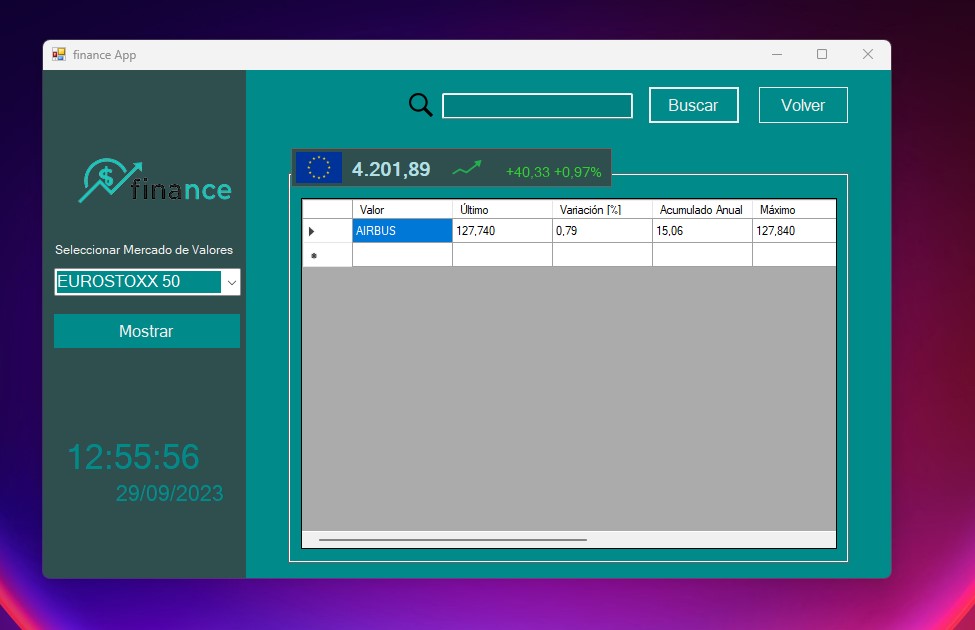 finance App
Buscar
Volver
finance
4.201,89
+40,33 +0,97%
Seleccionar Mercado de Valores
EUROSTOXX 50
Mostrar
Valor Último Variación [%] Acumulado Anual Máximo
AIRBUS 127,740 0,79 15,06 127,840
12:55:56
29/09/2023